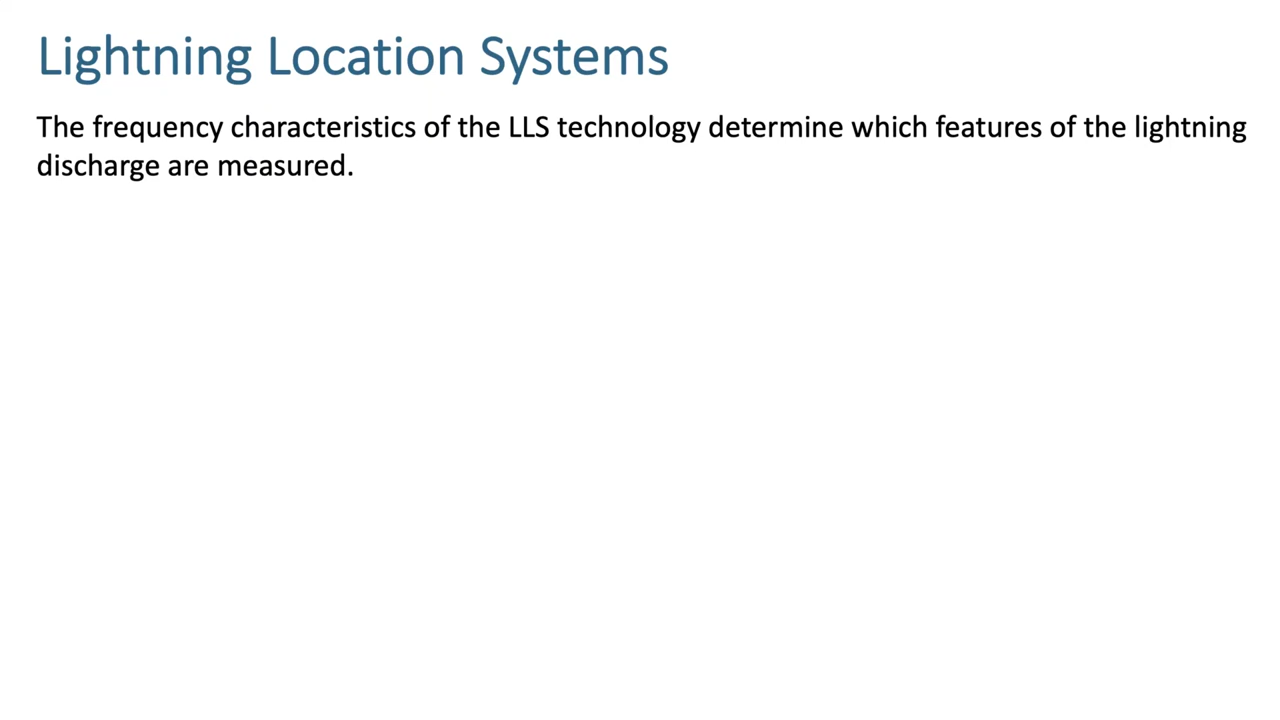 Lightning Location Systems
The frequency characteristics of the LLS technology determine which features of the lightning
discharge are measured.